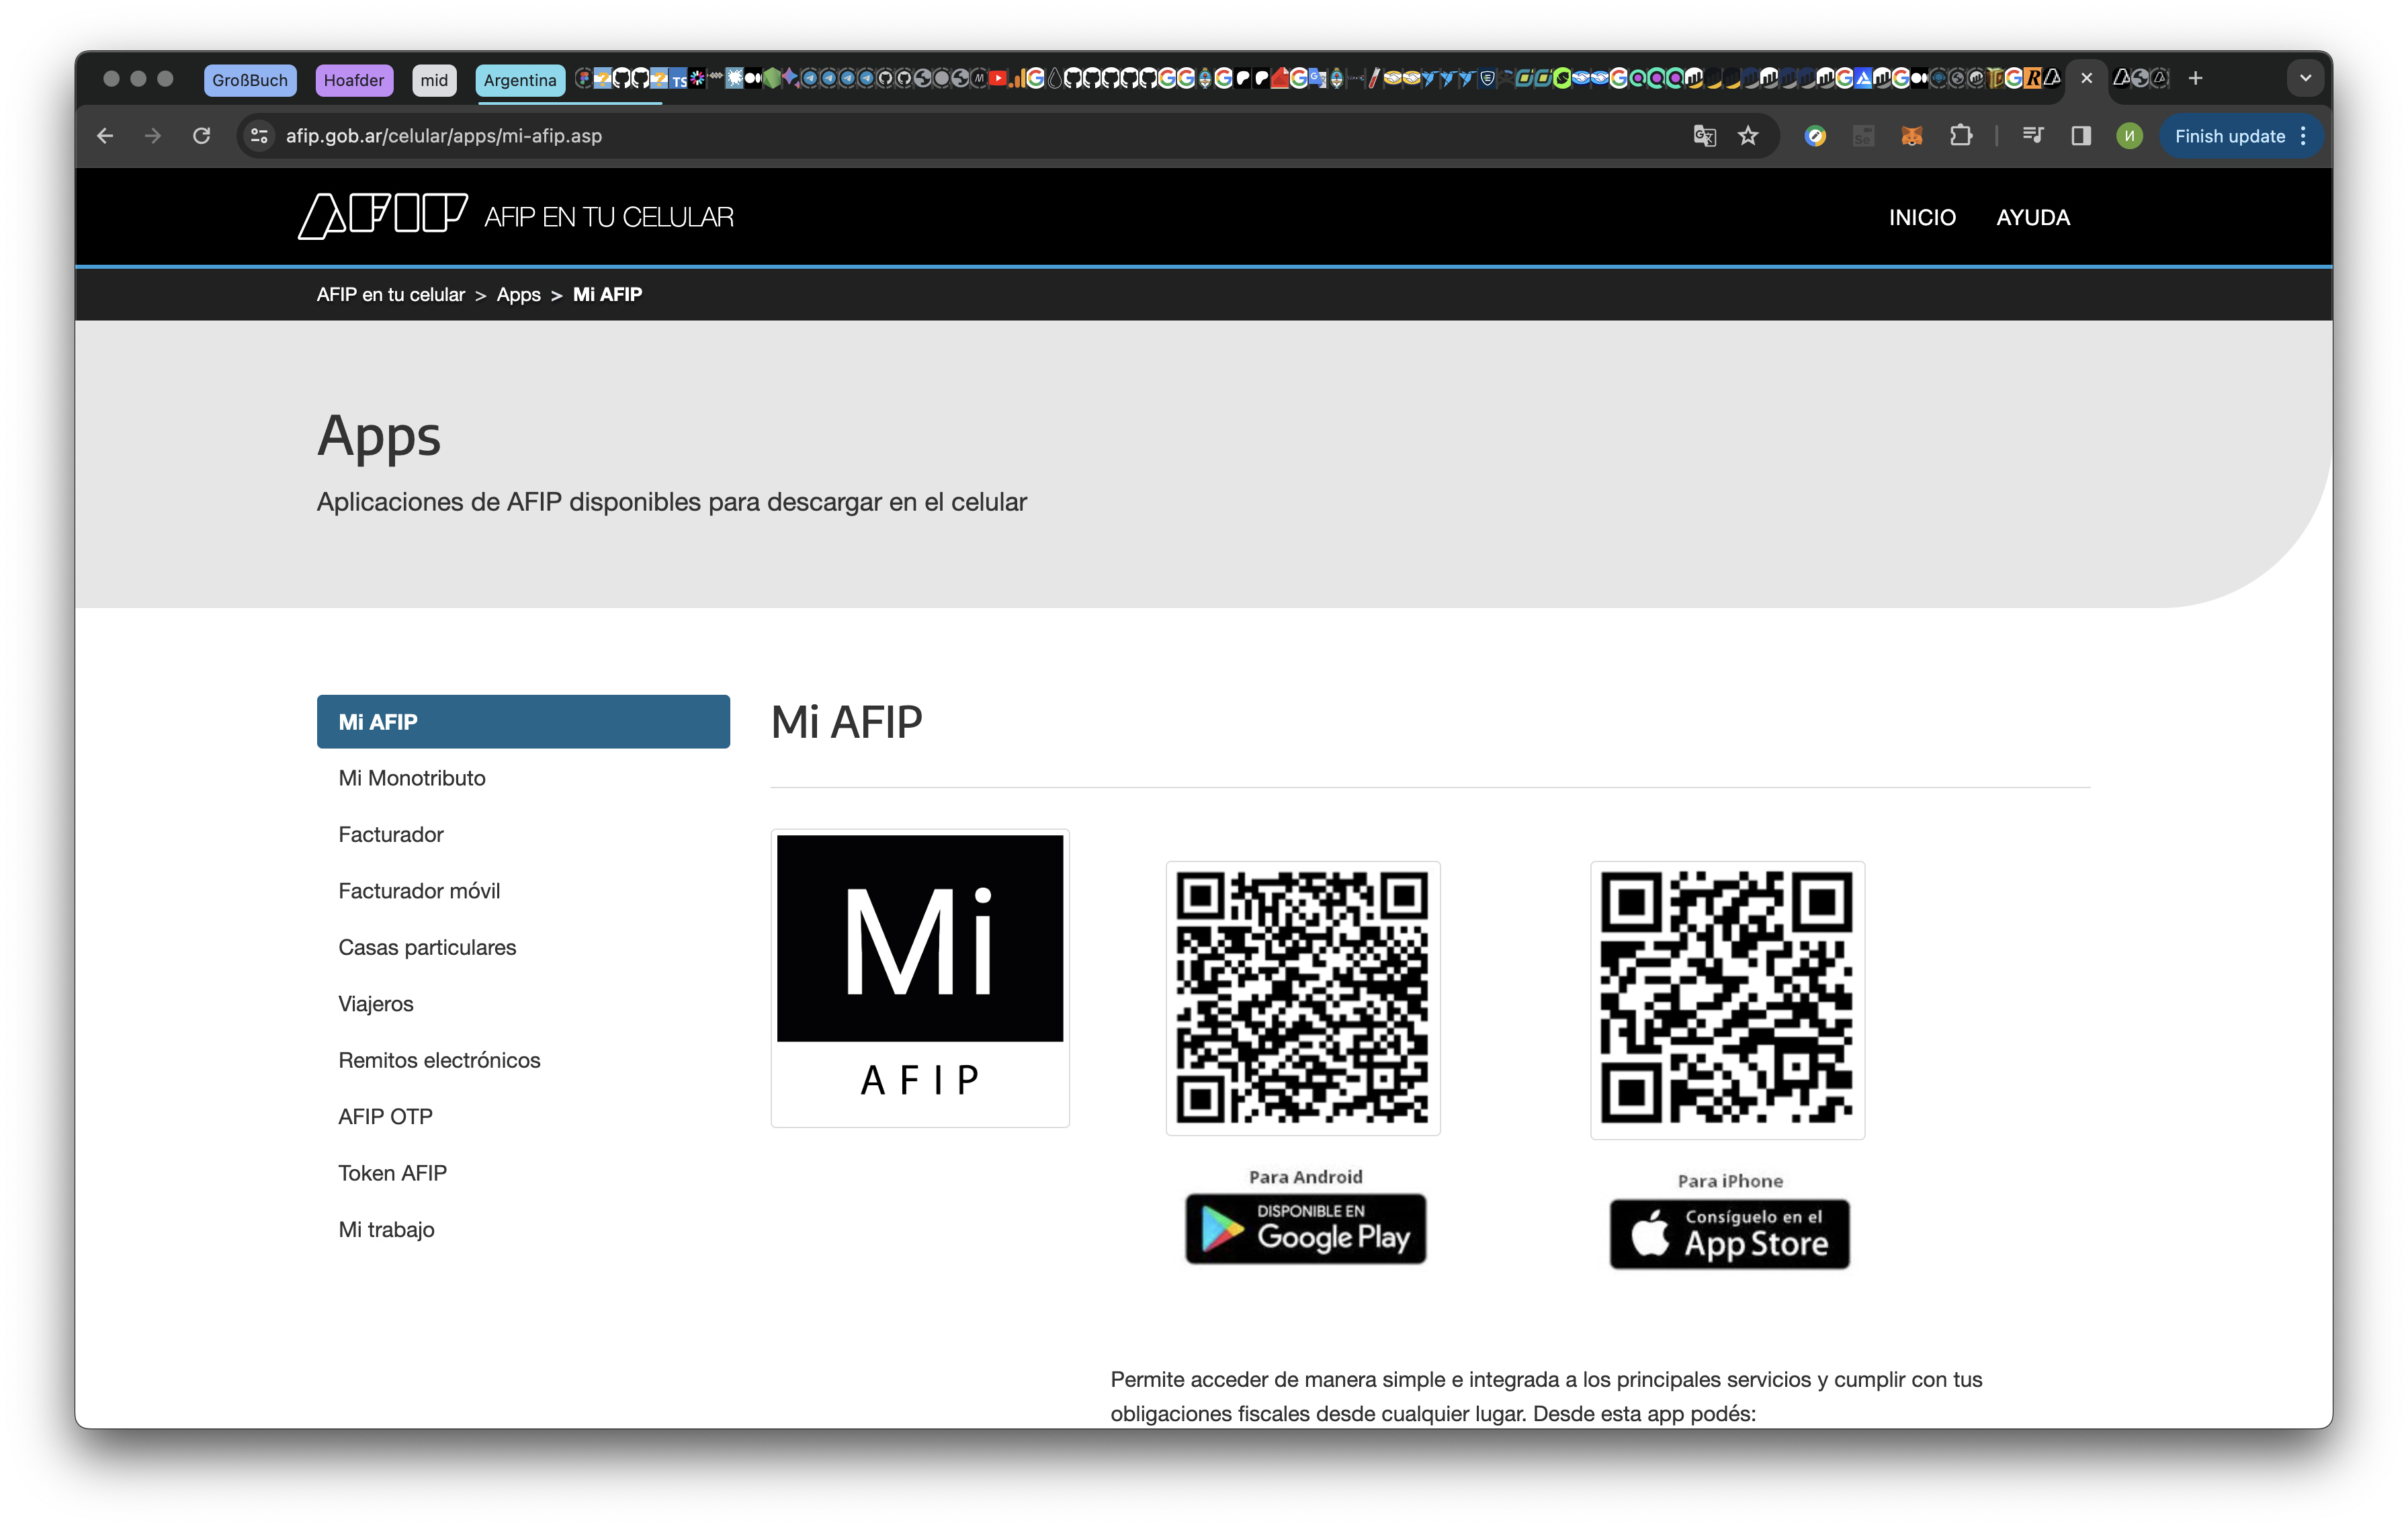 GroßBuch
Hoafder
mid
Argentina
afip.gob.ar/celular/apps/mi-afip.asp
Finish update
AFIP AFIP EN TU CELULAR
INICIO
AYUDA
AFIP en tu celular > Apps > Mi AFIP
Apps
Aplicaciones de AFIP disponibles para descargar en el celular
Mi AFIP
Mi Monotributo
Facturador
Facturador móvil
Casas particulares
Viajeros
Remitos electrónicos
AFIP OTP
Token AFIP
Mi trabajo
Mi AFIP
Mi
AFIP
Para Android
DISPONIBLE EN
Google Play
Para iPhone
Consíguelo en el
App Store
Permite acceder de manera simple e integrada a los principales servicios y cumplir con tus
obligaciones fiscales desde cualquier lugar. Desde esta app podés: